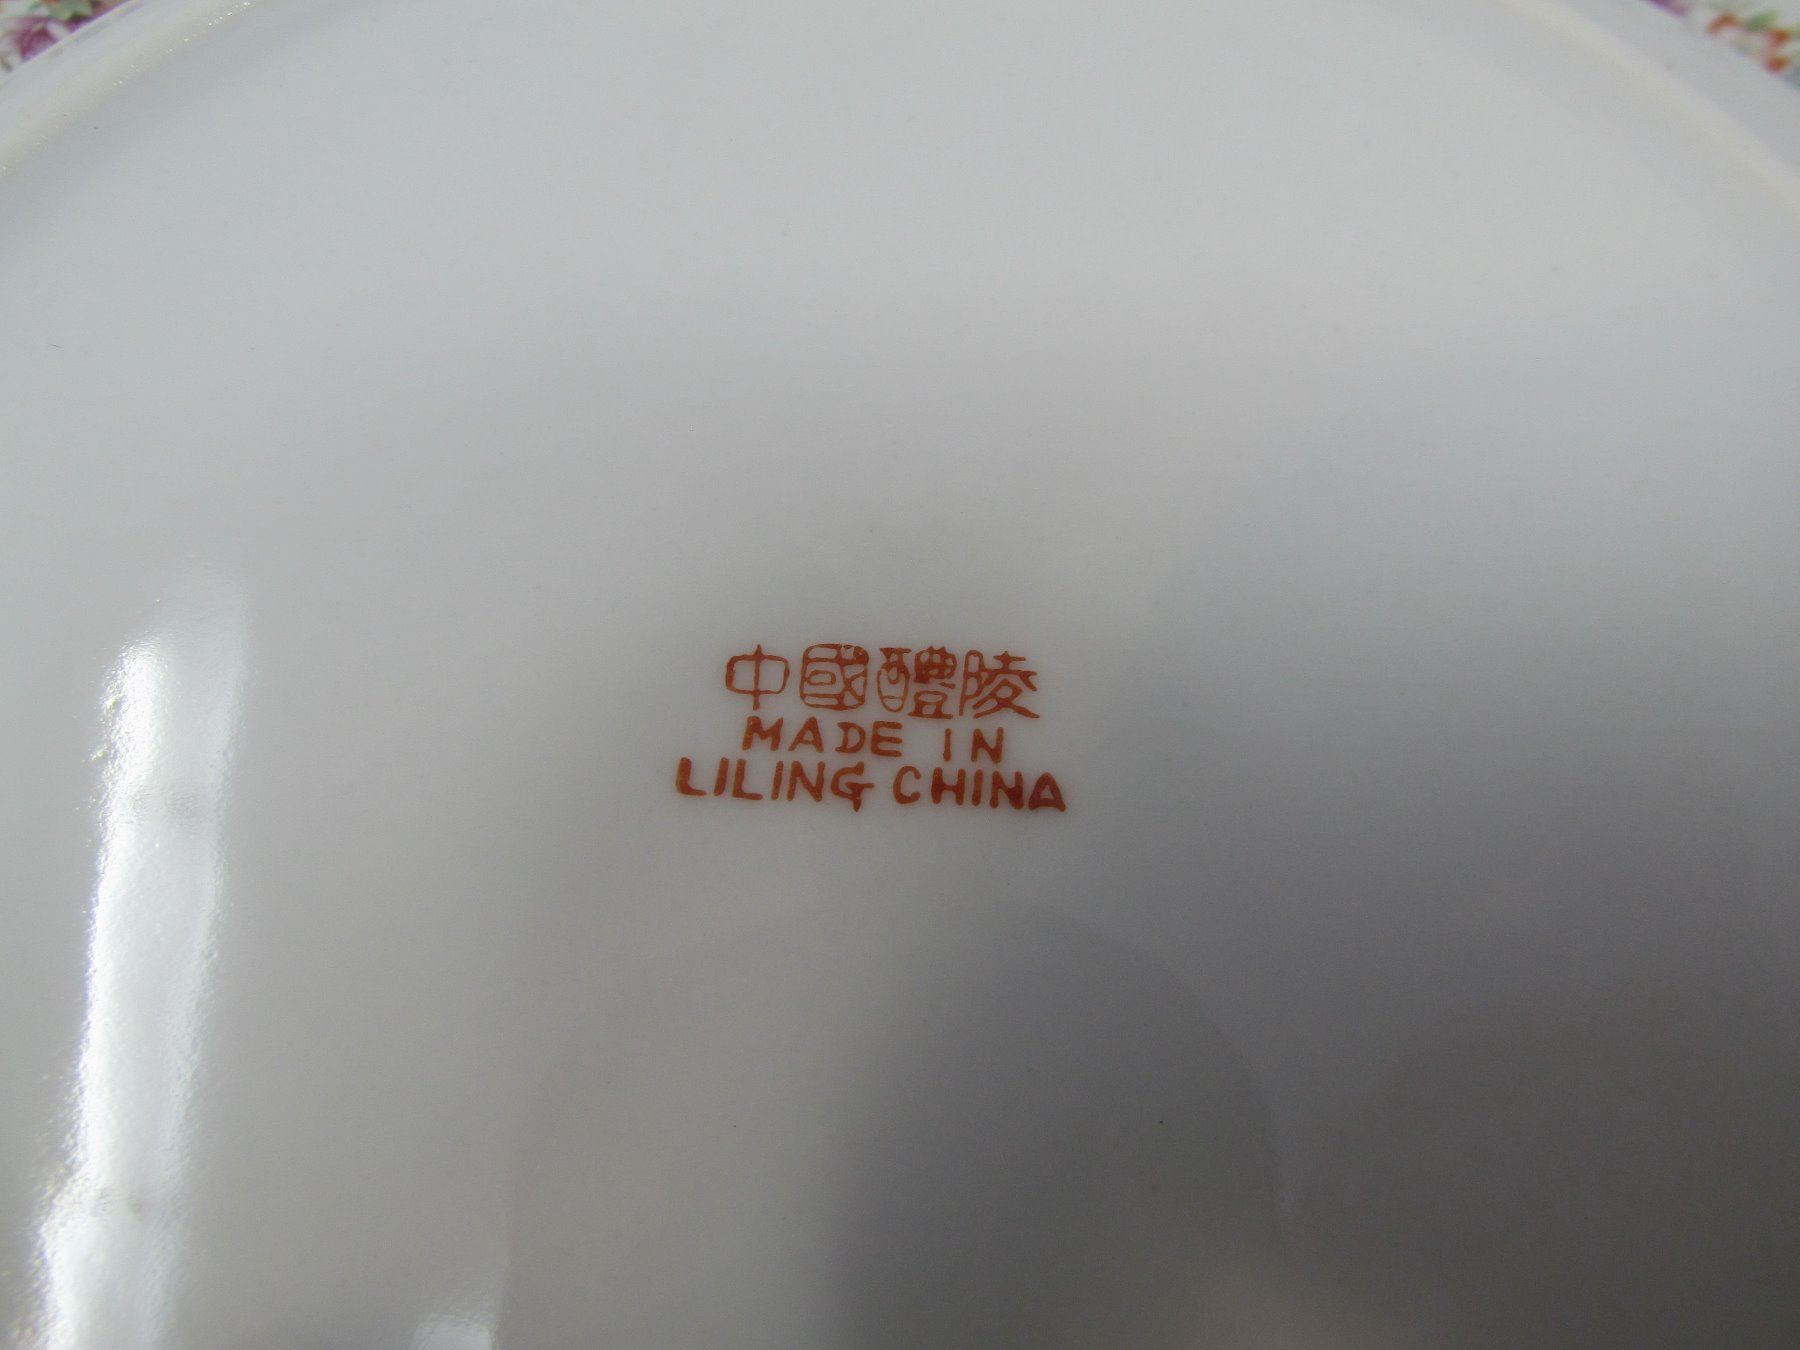 中國醴陵
MADE IN
LILING CHINA